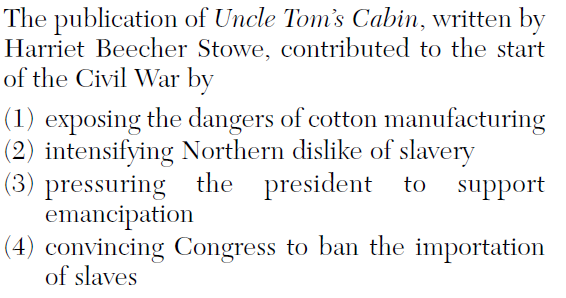 The publication of Uncle Tom's Cabin, written by
Harriet Beecher Stowe, contributed to the start
of the Civil War by
(1) exposing the dangers of cotton manufacturing
(2) intensifying Northern dislike of slavery
(3) pressuring the president to support
emancipation
(4) convincing Congress to ban the importation
of slaves